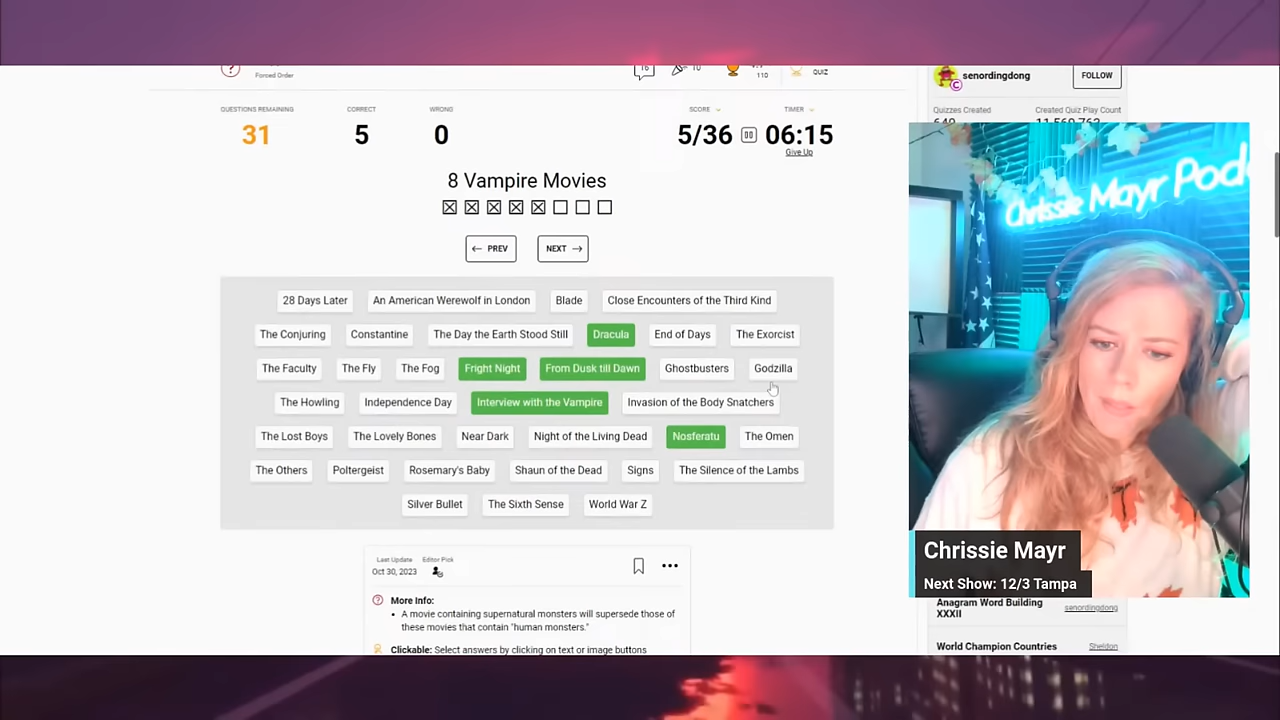 Forced Order
16
10
110
QUIZ
senordingdong
FOLLOW
QUESTIONS REMAINING
CORRECT
WRONG
SCORE
TIMER
Quizzes Created
Created Quiz Play Count
31
5
0
5/36
06:15
Give Up
8 Vampire Movies
← PREV
NEXT →
28 Days Later
An American Werewolf in London
Blade
Close Encounters of the Third Kind
The Conjuring
Constantine
The Day the Earth Stood Still
Dracula
End of Days
The Exorcist
The Faculty
The Fly
The Fog
Fright Night
From Dusk till Dawn
Ghostbusters
Godzilla
The Howling
Independence Day
Interview with the Vampire
Invasion of the Body Snatchers
The Lost Boys
The Lovely Bones
Near Dark
Night of the Living Dead
Nosferatu
The Omen
The Others
Poltergeist
Rosemary's Baby
Shaun of the Dead
Signs
The Silence of the Lambs
Silver Bullet
The Sixth Sense
World War Z
Last Update
Editor Pick
Oct 30, 2023
More Info:
• A movie containing supernatural monsters will supersede those of
these movies that contain "human monsters."
Clickable: Select answers by clicking on text or image buttons
Chrissie Mayr Pod
Chrissie Mayr
Next Show: 12/3 Tampa
Anagram Word Building
XXXII
senordingdong
World Champion Countries
Sheldon